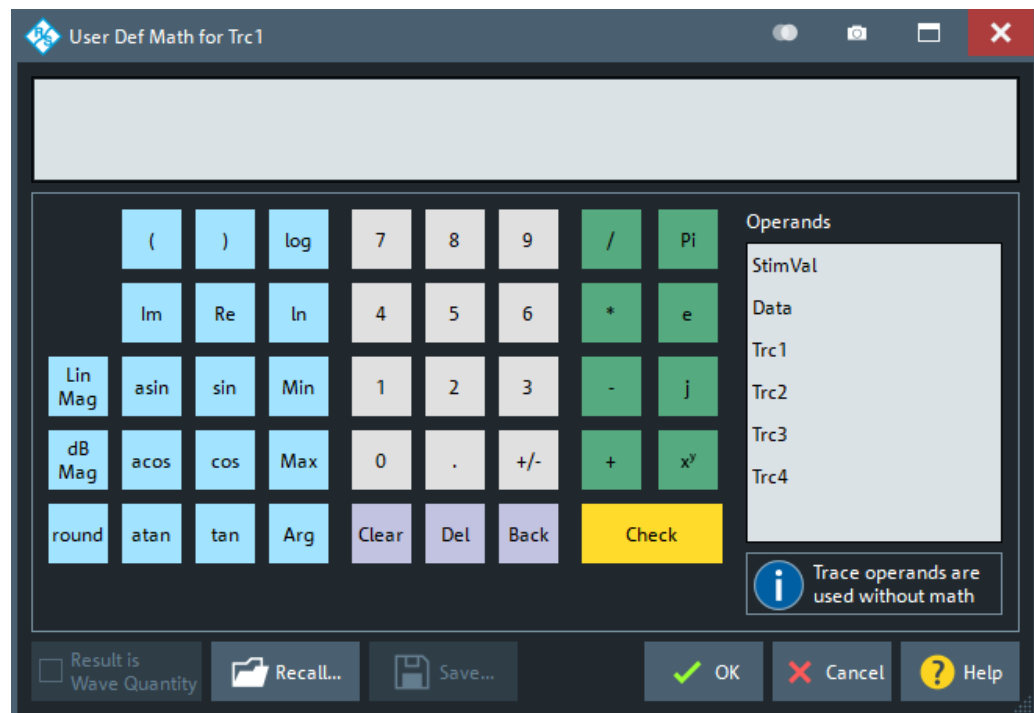 R S User Def Math for Trc1
( ) log 7 8 9 / Pi
Im Re ln 4 5 6 * e
Lin Mag asin sin Min 1 2 3 - j
dB Mag acos cos Max 0 . +/- + xʸ
round atan tan Arg Clear Del Back Check
Operands
StimVal
Data
Trc1
Trc2
Trc3
Trc4
i Trace operands are
used without math
Result is
Wave Quantity
Recall...
Save...
OK
Cancel
? Help